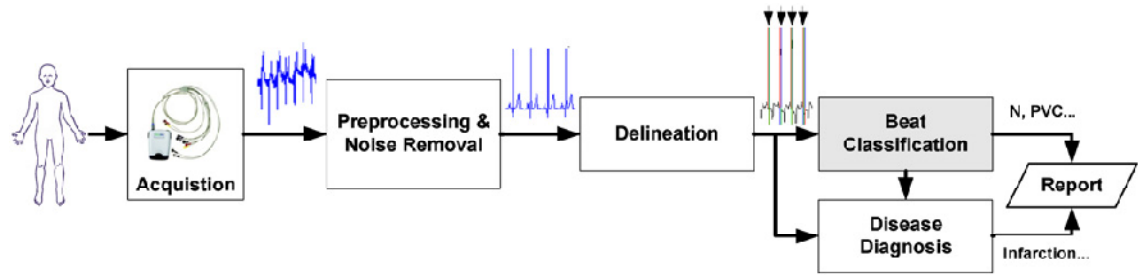 Acquistion
Preprocessing &
Noise Removal
Delineation
Beat
Classification
N, PVC...
Report
Disease
Diagnosis
Infarction...